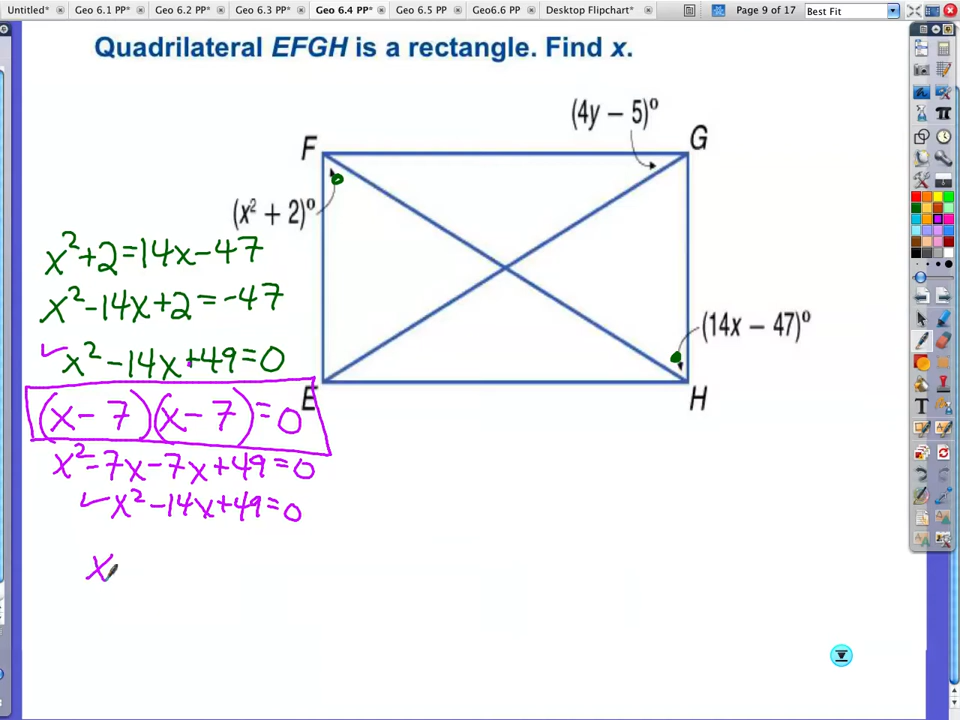 Untitled* Geo 6.1 PP* Geo 6.2 PP* Geo 6.3 PP* Geo 6.4 PP* Geo 6.5 PP Geo6.6 PP Desktop Flipchart* Page 9 of 17 Best Fit
Quadrilateral EFGH is a rectangle. Find x.
(4y – 5)º
F
G
(x² + 2)º
x²+2=14x-47
x²-14x+2=-47
(14x – 47)º
x²-14x+49=0
E
H
(x-7)(x-7)=0
x²-7x-7x+49=0
x²-14x+49=0
x